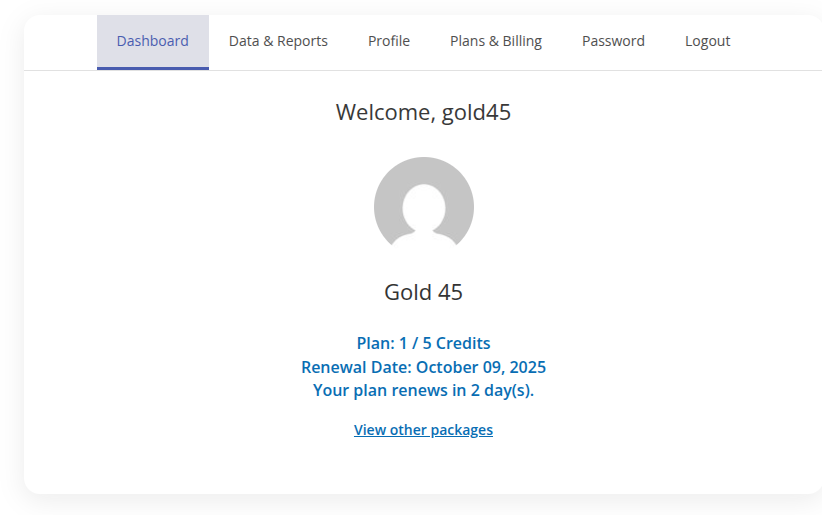 Dashboard Data & Reports Profile Plans & Billing Password Logout
Welcome, gold45
Gold 45
Plan: 1 / 5 Credits
Renewal Date: October 09, 2025
Your plan renews in 2 day(s).
View other packages